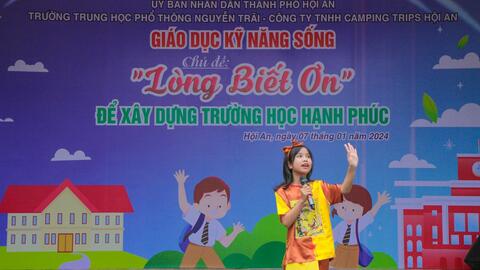 ỦY BAN NHÂN DÂN THÀNH PHỐ HỘI AN
TRƯỜNG TRUNG HỌC PHỔ THÔNG NGUYỄN TRÃI - CÔNG TY TNHH CAMPING TRIPS HỘI AN
GIÁO DỤC KỸ NĂNG SỐNG
Chủ đề:
"Lòng Biết Ơn"
ĐỂ XÂY DỰNG TRƯỜNG HỌC HẠNH PHÚC
Hội An, ngày 07 tháng 01 năm 2024